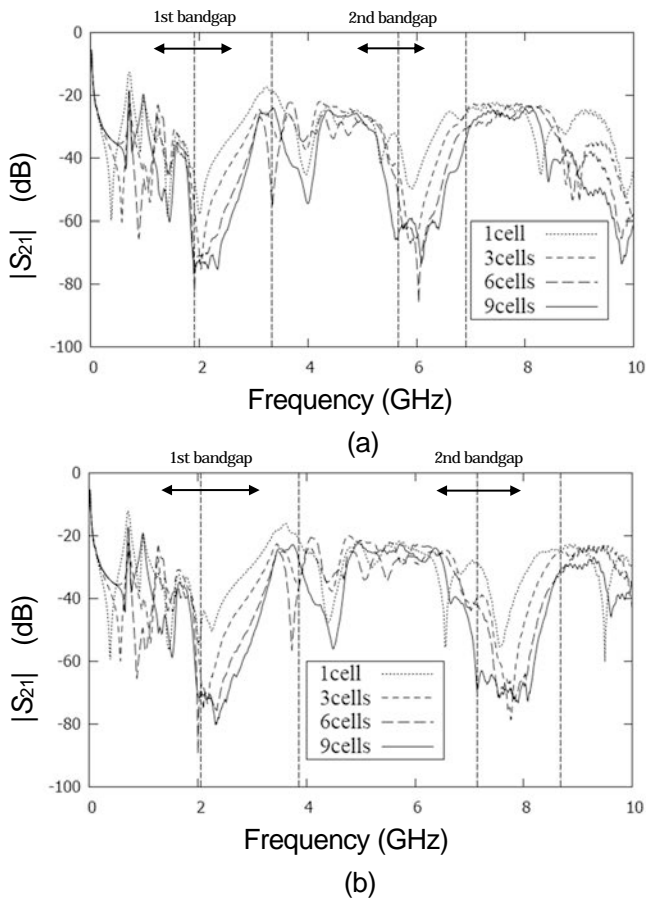 1st bandgap
2nd bandgap
0
-20
-40
-60
-80
-100
|S21| (dB)
1cell
3cells
6cells
9cells
0 2 4 6 8 10
Frequency (GHz)
(a)
1st bandgap
2nd bandgap
0
-20
-40
-60
-80
-100
|S21| (dB)
1cell
3cells
6cells
9cells
0 2 4 6 8 10
Frequency (GHz)
(b)